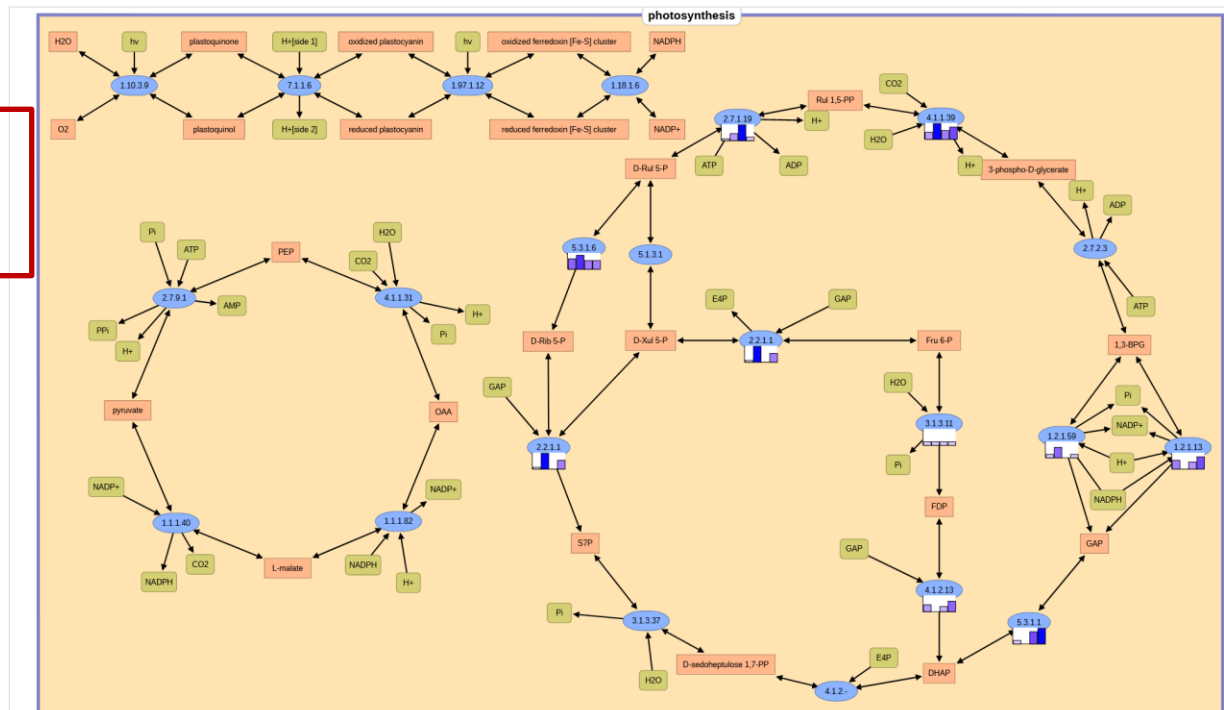 photosynthesis
H2O
hv
plastoquinone
H+[side 1]
oxidized plastocyanin
hv
oxidized ferredoxin [Fe-S] cluster
NADPH
1.10.3.9
7.1.1.6
1.97.1.12
1.18.1.6
O2
plastoquinol
H+[side 2]
reduced plastocyanin
reduced ferredoxin [Fe-S] cluster
NADP+
CO2
Rul 1,5-PP
2.7.1.19
H+
4.1.1.39
H2O
ATP
ADP
H+
D-Rul 5-P
3-phospho-D-glycerate
H+
ADP
5.3.1.6
5.1.3.1
2.7.2.3
ATP
Pi
ATP
PEP
H2O
CO2
2.7.9.1
AMP
4.1.1.31
PPi
H+
Pi
H+
E4P
GAP
D-Rib 5-P
D-Xul 5-P
2.2.1.1
Fru 6-P
1,3-BPG
GAP
H2O
pyruvate
OAA
2.2.1.1
3.1.3.11
Pi
Pi
NADP+
1.2.1.59
1.2.1.13
H+
NADPH
NADP+
NADP+
1.1.1.40
1.1.1.82
FDP
NADPH
CO2
L-malate
NADPH
H+
S7P
GAP
GAP
4.1.2.13
Pi
3.1.3.37
5.3.1.1
H2O
D-sedoheptulose 1,7-PP
E4P
4.1.2.-
DHAP